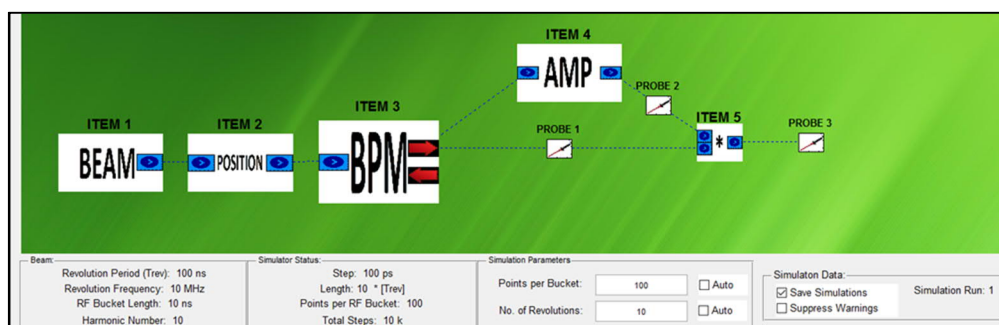 ITEM 4
AMP
PROBE 2
ITEM 1
ITEM 2
ITEM 3
PROBE 1
ITEM 5
PROBE 3
BEAM
POSITION
BPM
*
Beam:
Revolution Period (Trev): 100 ns
Revolution Frequency: 10 MHz
RF Bucket Length: 10 ns
Harmonic Number: 10
Simulator Status:
Step: 100 ps
Length: 10 * [Trev]
Points per RF Bucket: 100
Total Steps: 10 k
Simulation Parameters
Points per Bucket: 100 Auto
No. of Revolutions: 10 Auto
Simulaton Data:
Save Simulations
Suppress Warnings
Simulation Run: 1